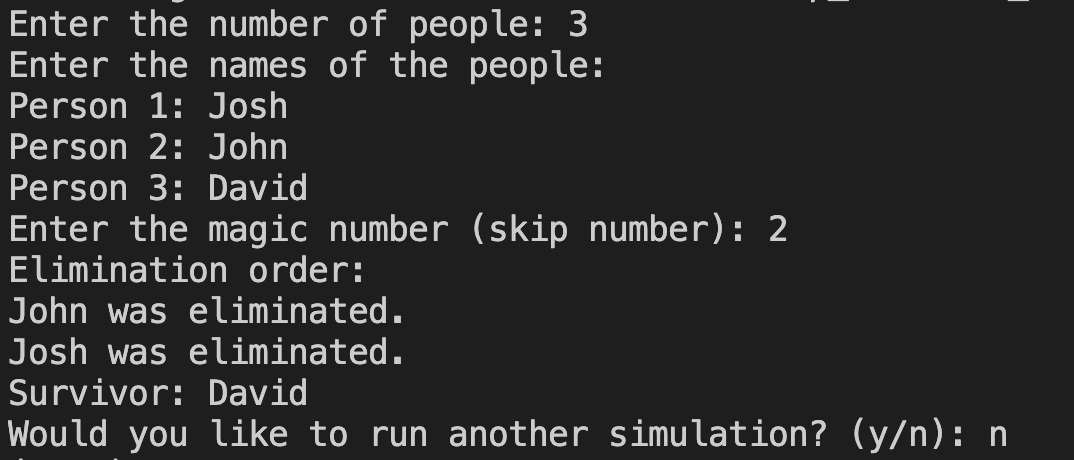 Enter the number of people: 3
Enter the names of the people:
Person 1: Josh
Person 2: John
Person 3: David
Enter the magic number (skip number): 2
Elimination order:
John was eliminated.
Josh was eliminated.
Survivor: David
Would you like to run another simulation? (y/n): n